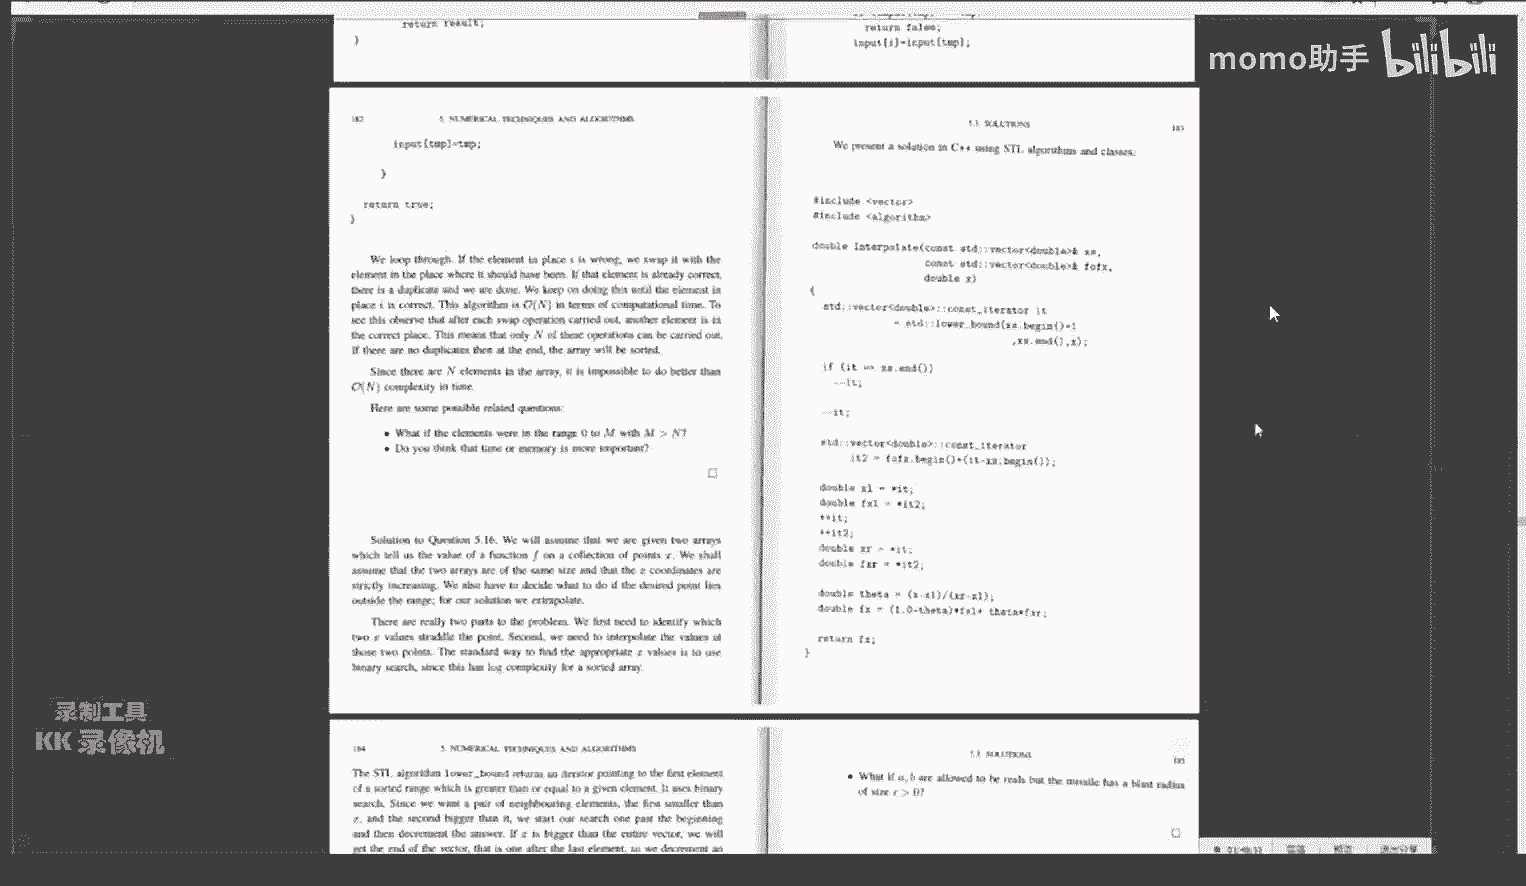 return result;
}
return false;
input[i]=input[tmp];
momo助手 bilibili
182 5. NUMERICAL TECHNIQUES AND ALGORITHMS
input[tmp]=tmp;
}
return true;
}
We loop through. If the element in place i is wrong, we swap it with the
element in the place where it should have been. If that element is already correct,
there is a duplicate and we are done. We keep on doing this until the element in
place i is correct. This algorithm is O(N) in terms of computational time. To
see this observe that after each swap operation carried out, another element is in
the correct place. This means that only N of these operations can be carried out.
If there are no duplicates then at the end, the array will be sorted.
Since there are N elements in the array, it is impossible to do better than
O(N) complexity in time.
Here are some possible related questions:
• What if the elements were in the range 0 to M with M > N?
• Do you think that time or memory is more important?
Solution to Question 5.16. We will assume that we are given two arrays
which tell us the value of a function f on a collection of points x. We shall
assume that the two arrays are of the same size and that the x coordinates are
strictly increasing. We also have to decide what to do if the desired point lies
outside the range; for our solution we extrapolate.
There are really two parts to the problem. We first need to identify which
two x values straddle the point. Second, we need to interpolate the values at
those two points. The standard way to find the appropriate x values is to use
binary search, since this has log complexity for a sorted array.
5.3. SOLUTIONS 183
We present a solution in C++ using STL algorithms and classes.
#include <vector>
#include <algorithm>
double Interpolate(const std::vector<double>& xs,
const std::vector<double>& fofx,
double x)
{
std::vector<double>::const_iterator it
= std::lower_bound(xs.begin()+1
,xs.end(),x);
if (it == xs.end())
--it;
--it;
std::vector<double>::const_iterator
it2 = fofx.begin()+(it-xs.begin());
double xl = *it;
double fxl = *it2;
++it;
++it2;
double xr = *it;
double fxr = *it2;
double theta = (x-xl)/(xr-xl);
double fx = (1.0-theta)*fxl+ theta*fxr;
return fx;
}
录制工具
KK 录像机
184 5. NUMERICAL TECHNIQUES AND ALGORITHMS
The STL algorithm lower_bound returns an iterator pointing to the first element
of a sorted range which is greater than or equal to a given element. It uses binary
search. Since we want a pair of neighbouring elements, the first smaller than
x, and the second bigger than it, we start our search one past the beginning
and then decrement the answer. If x is bigger than the entire vector, we will
get the end of the vector, that is one after the last element, so we decrement an
5.3. SOLUTIONS 185
• What if a, b are allowed to be reals but the missile has a blast radius
of size r > 0?